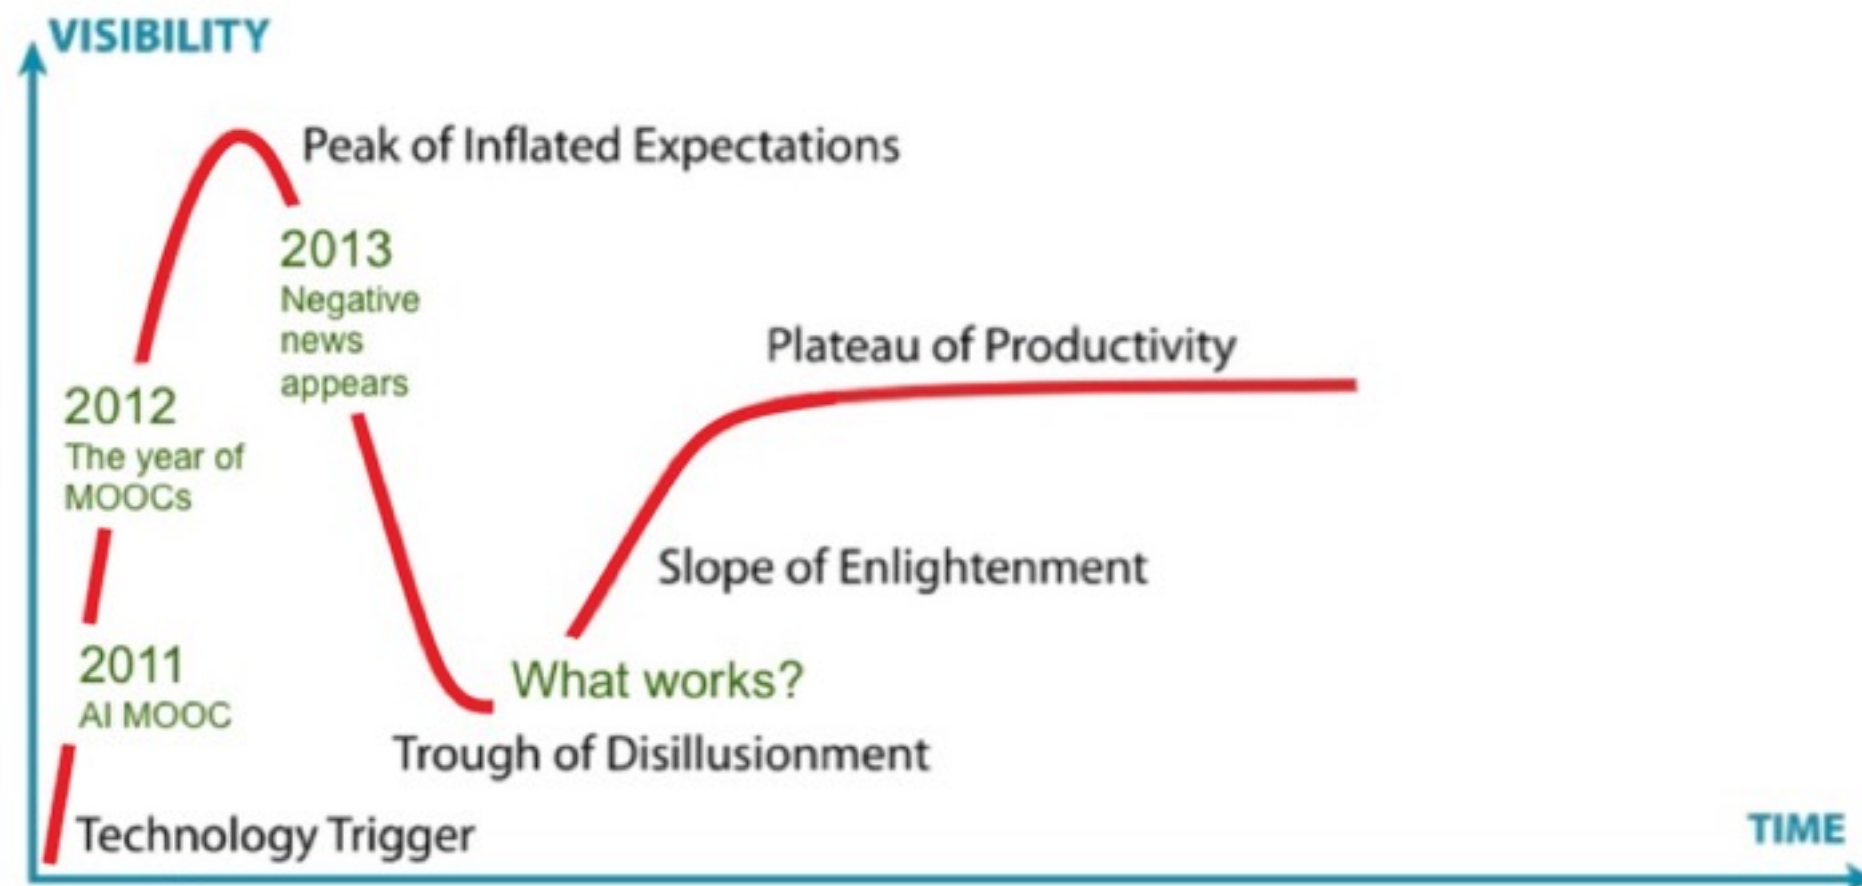 VISIBILITY
Peak of Inflated Expectations
2013
Negative
news
appears
Plateau of Productivity
2012
The year of
MOOCs
Slope of Enlightenment
2011
AI MOOC
What works?
Trough of Disillusionment
Technology Trigger
TIME